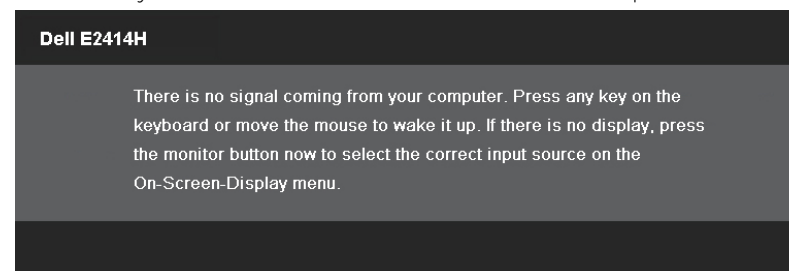 Dell E2414H
There is no signal coming from your computer. Press any key on the
keyboard or move the mouse to wake it up. If there is no display, press
the monitor button now to select the correct input source on the
On-Screen-Display menu.